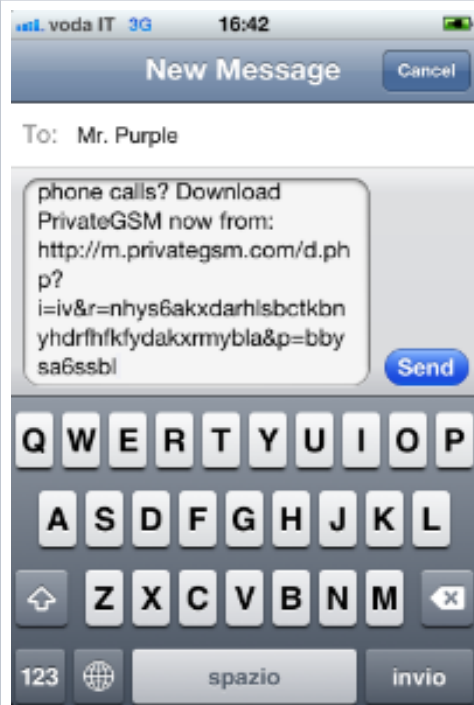 voda IT 3G 16:42
New Message
Cancel
To: Mr. Purple
phone calls? Download
PrivateGSM now from:
http://m.privategsm.com/d.ph
p?
i=iv&r=nhys6akxdarhlsbctkbn
yhdrfhfkfydakxrmybla&p=bby
sa6ssbl
Send
Q W E R T Y U I O P
A S D F G H J K L
Z X C V B N M
123 spazio invio